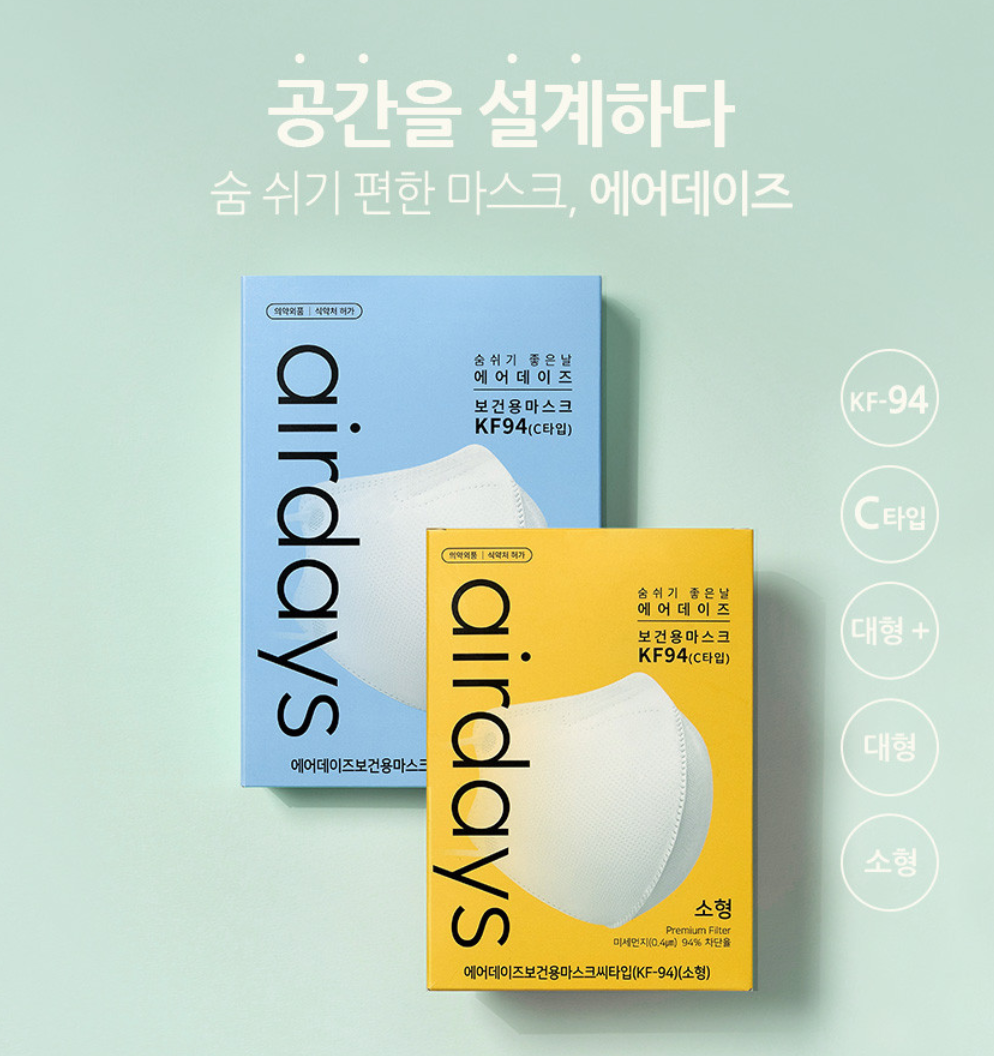 공간을 설계하다
숨 쉬기 편한 마스크, 에어데이즈
의약외품 | 식약처 허가
airdays
숨쉬기 좋은날
에어데이즈
보건용마스크
KF94(C타입)
에어데이즈보건용마스크
의약외품 | 식약처 허가
airdays
숨쉬기 좋은날
에어데이즈
보건용마스크
KF94(C타입)
소형
Premium Filter
미세먼지(0.4㎛) 94% 차단율
에어데이즈보건용마스크씨타입(KF-94)(소형)
KF-94
C타입
대형 +
대형
소형